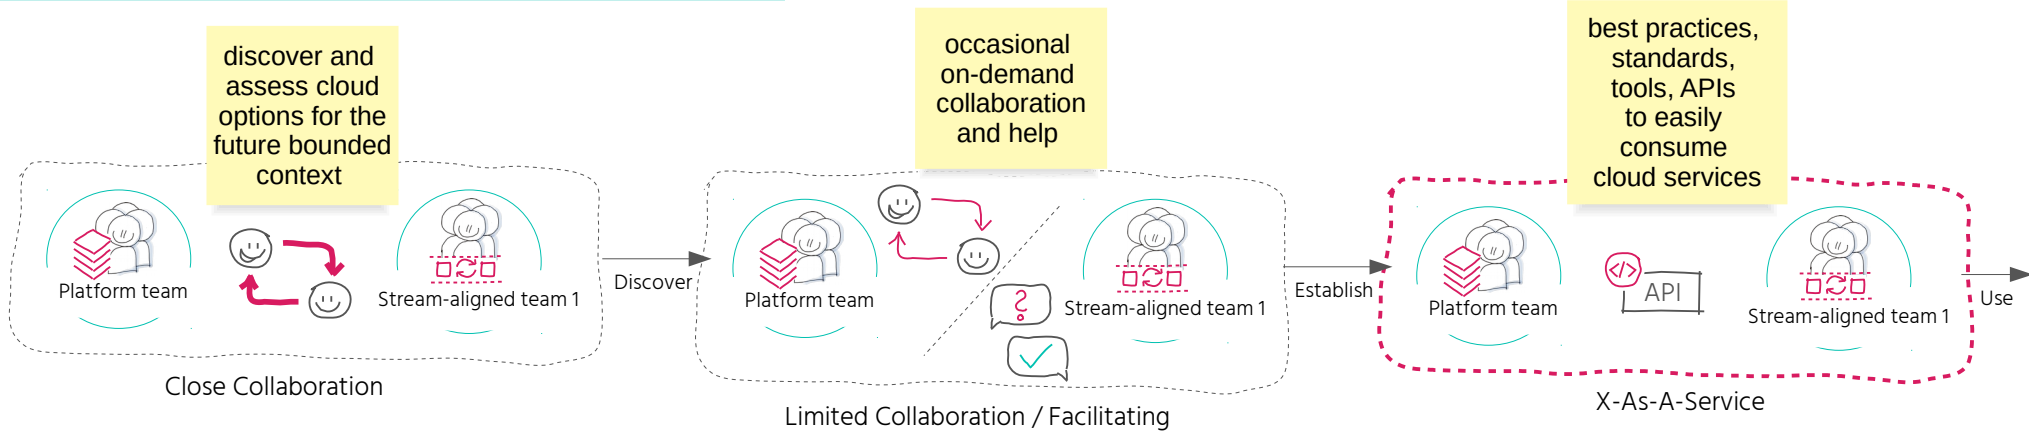 discover and
assess cloud
options for the
future bounded
context
Platform team
Stream-aligned team 1
Close Collaboration
Discover
occasional
on-demand
collaboration
and help
Platform team
?
Stream-aligned team 1
Limited Collaboration / Facilitating
Establish
best practices,
standards,
tools, APIs
to easily
consume
cloud services
Platform team
</>
API
Stream-aligned team 1
X-As-A-Service
Use